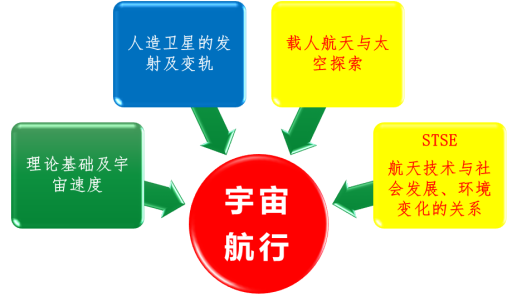 人造卫星的发
射及变轨
载人航天与太
空探索
理论基础及宇
宙速度
STSE
航天技术与社
会发展、环境
变化的关系
宇宙
航行